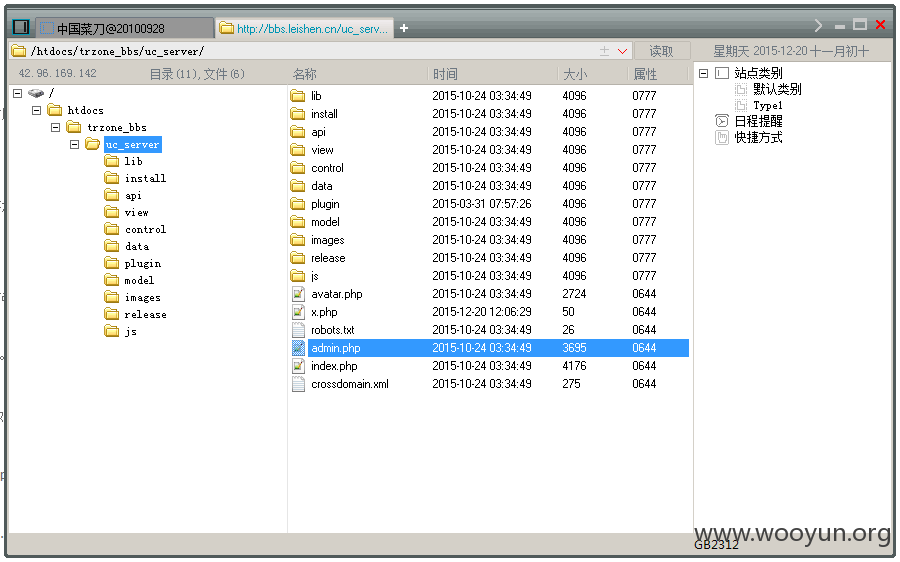 中国菜刀@20100928 http://bbs.leishen.cn/uc_serv... +
/htdocs/trzone_bbs/uc_server/ 读取 星期天 2015-12-20 十一月初十
42.96.169.142 目录(11),文件(6) 名称 时间 大小 属性
/
htdocs
trzone_bbs
uc_server
lib
install
api
view
control
data
plugin
model
images
release
js
lib 2015-10-24 03:34:49 4096 0777
install 2015-10-24 03:34:49 4096 0777
api 2015-10-24 03:34:49 4096 0777
view 2015-10-24 03:34:49 4096 0777
control 2015-10-24 03:34:49 4096 0777
data 2015-10-24 03:34:49 4096 0777
plugin 2015-03-31 07:57:26 4096 0777
model 2015-10-24 03:34:49 4096 0777
images 2015-10-24 03:34:49 4096 0777
release 2015-10-24 03:34:49 4096 0777
js 2015-10-24 03:34:49 4096 0777
avatar.php 2015-10-24 03:34:49 2724 0644
x.php 2015-12-20 12:06:29 50 0644
robots.txt 2015-10-24 03:34:49 26 0644
admin.php 2015-10-24 03:34:49 3695 0644
index.php 2015-10-24 03:34:49 4176 0644
crossdomain.xml 2015-10-24 03:34:49 275 0644
站点类别
默认类别
Type1
日程提醒
快捷方式
www.wooyun.org
GB2312